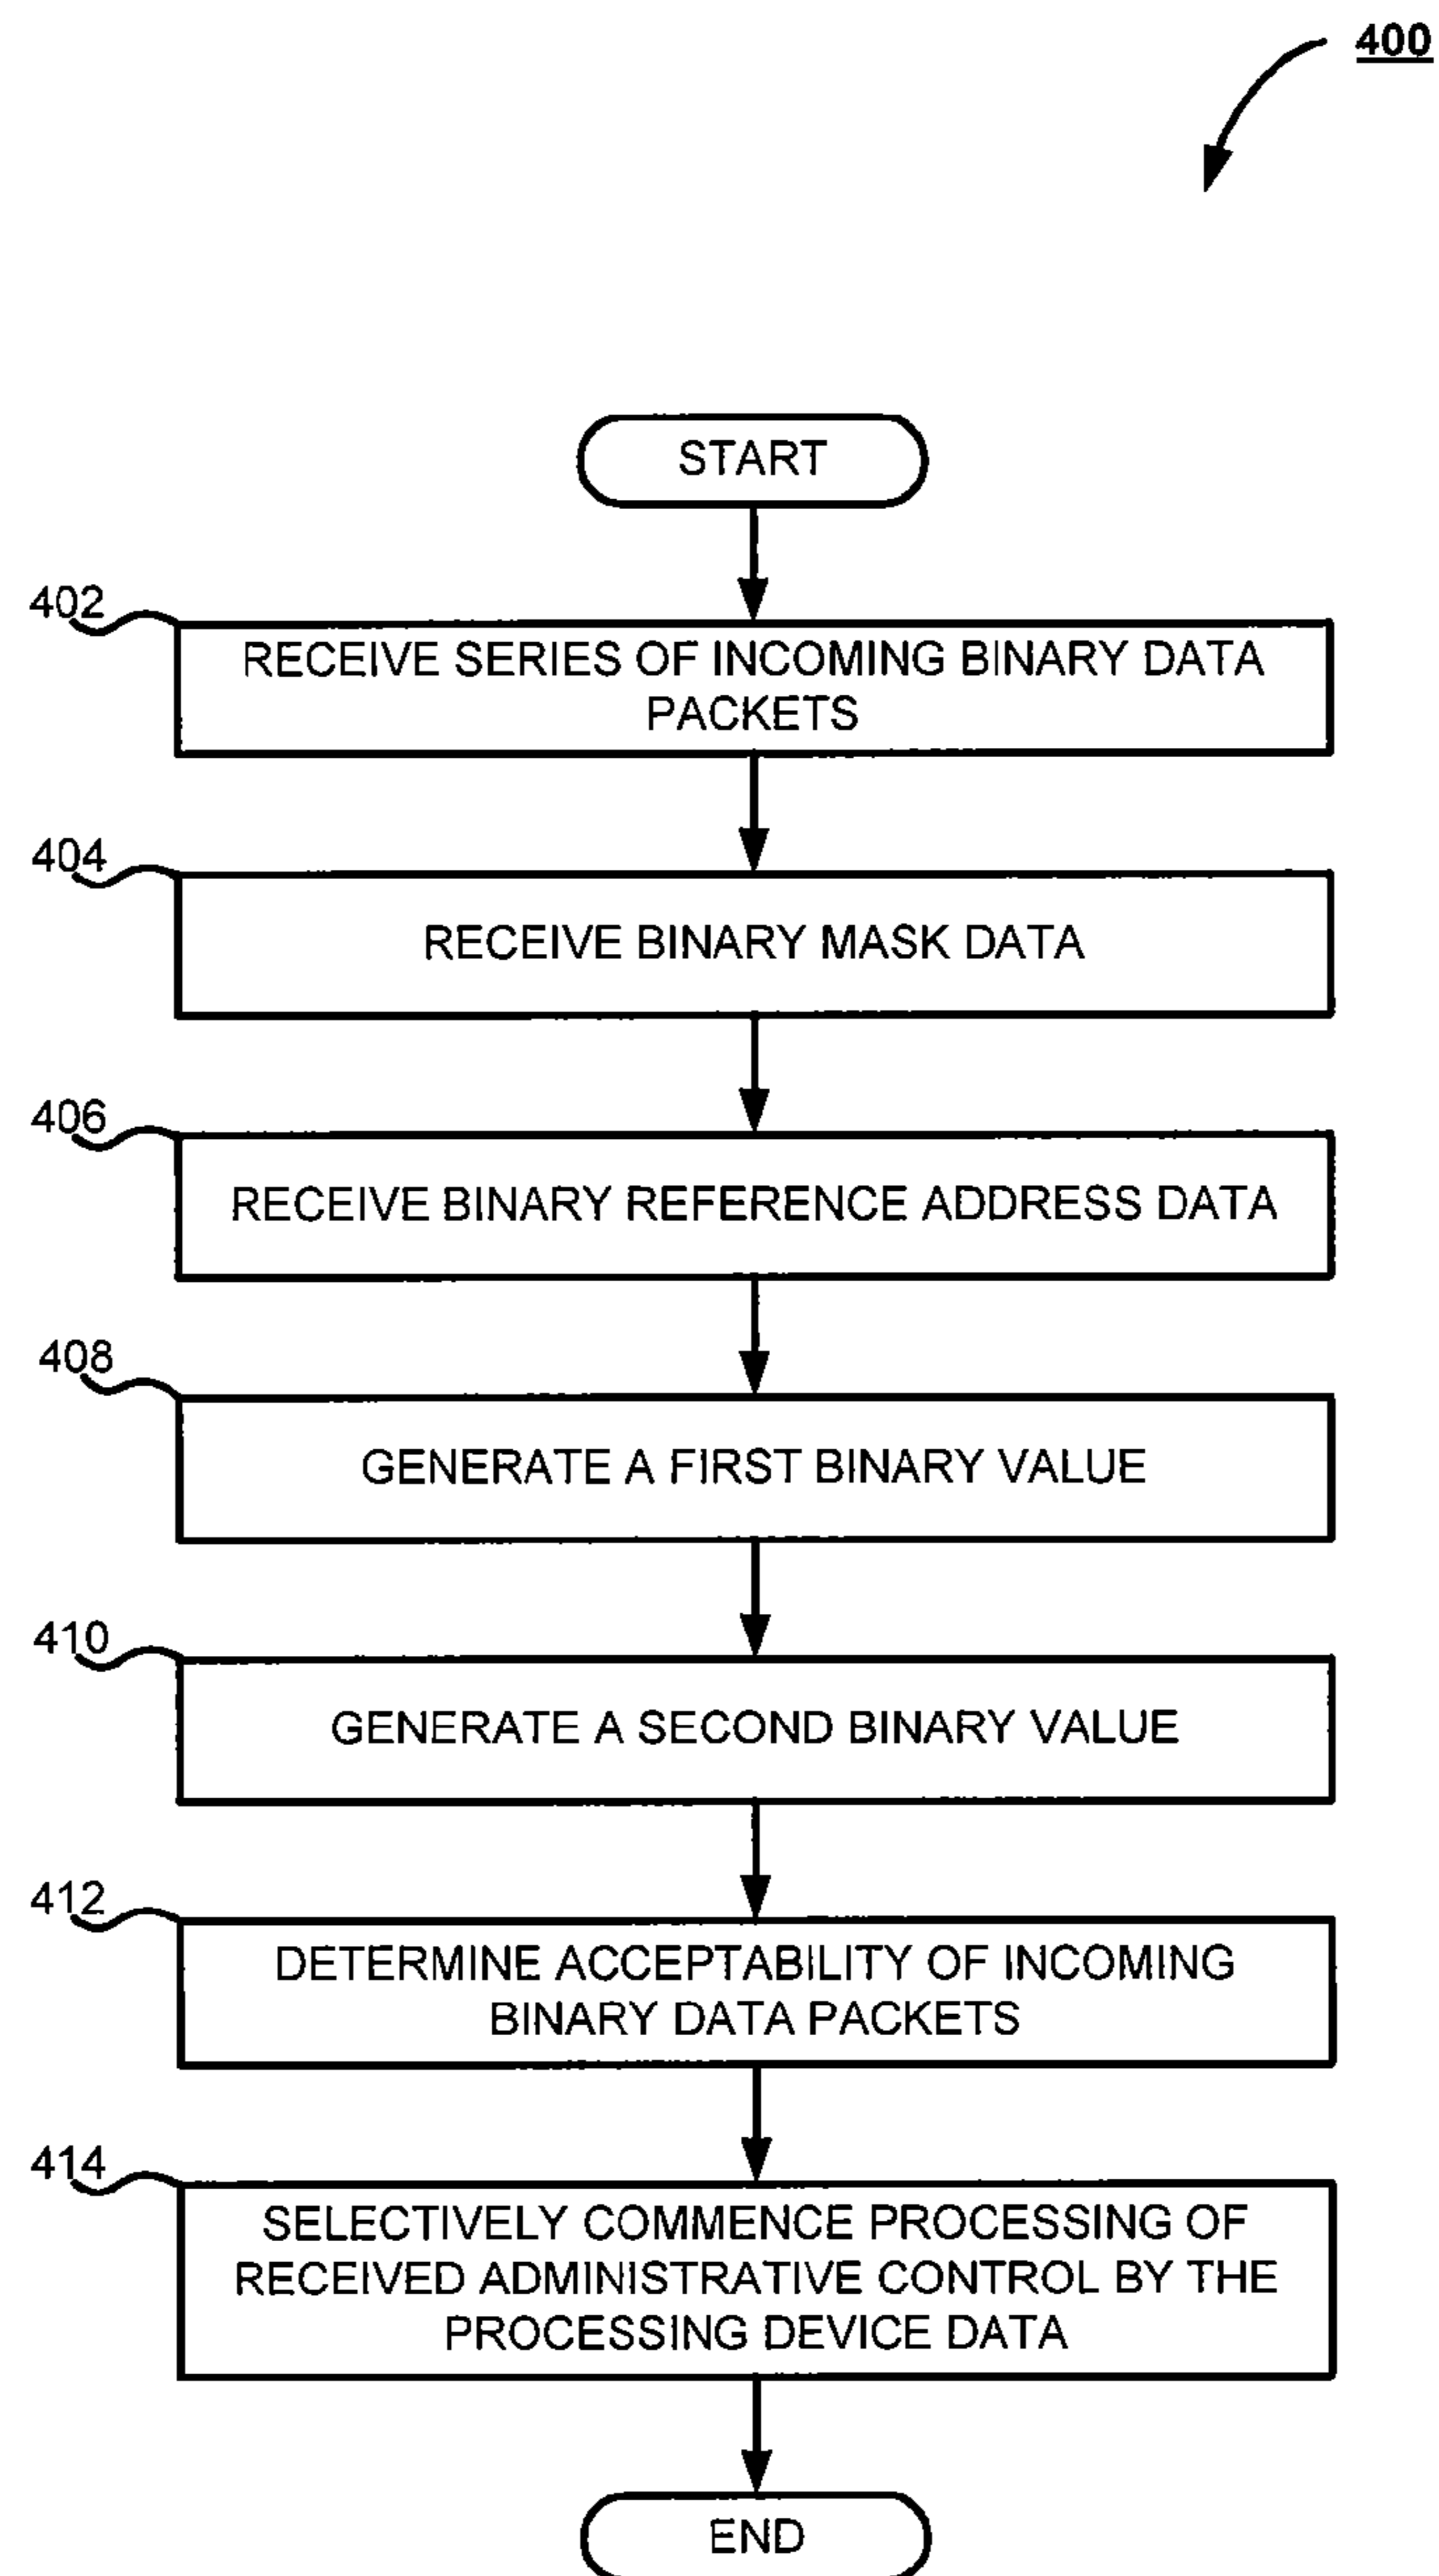 400
START
402
RECEIVE SERIES OF INCOMING BINARY DATA
PACKETS
404
RECEIVE BINARY MASK DATA
406
RECEIVE BINARY REFERENCE ADDRESS DATA
408
GENERATE A FIRST BINARY VALUE
410
GENERATE A SECOND BINARY VALUE
412
DETERMINE ACCEPTABILITY OF INCOMING
BINARY DATA PACKETS
414
SELECTIVELY COMMENCE PROCESSING OF
RECEIVED ADMINISTRATIVE CONTROL BY THE
PROCESSING DEVICE DATA
END